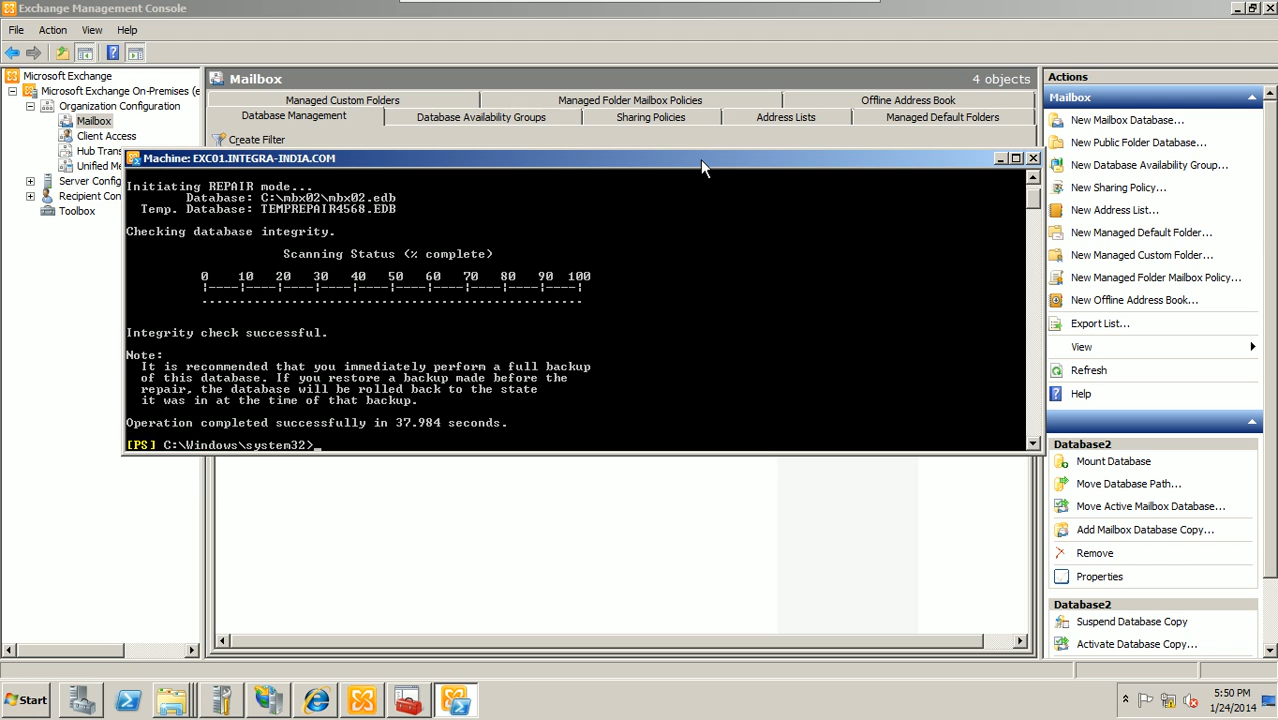 Exchange Management Console
File Action View Help
Microsoft Exchange
Microsoft Exchange On-Premises (e
Organization Configuration
Mailbox
Client Access
Hub Trans
Unified Me
Server Config
Recipient Con
Toolbox
Mailbox 4 objects
Managed Custom Folders Managed Folder Mailbox Policies Offline Address Book
Database Management Database Availability Groups Sharing Policies Address Lists Managed Default Folders
Create Filter
Machine: EXC01.INTEGRA-INDIA.COM
Initiating REPAIR mode...
Database: C:\mbx02\mbx02.edb
Temp. Database: TEMPREPAIR4568.EDB
Checking database integrity.
Scanning Status (% complete)
0 10 20 30 40 50 60 70 80 90 100
|----|----|----|----|----|----|----|----|----|----|
...................................................
Integrity check successful.
Note:
It is recommended that you immediately perform a full backup
of this database. If you restore a backup made before the
repair, the database will be rolled back to the state
it was in at the time of that backup.
Operation completed successfully in 37.984 seconds.
[PS] C:\Windows\system32>_
Actions
Mailbox
New Mailbox Database...
New Public Folder Database...
New Database Availability Group...
New Sharing Policy...
New Address List...
New Managed Default Folder...
New Managed Custom Folder...
New Managed Folder Mailbox Policy...
New Offline Address Book...
Export List...
View
Refresh
Help
Database2
Mount Database
Move Database Path...
Move Active Mailbox Database...
Add Mailbox Database Copy...
Remove
Properties
Database2
Suspend Database Copy
Activate Database Copy...
Start
5:50 PM
1/24/2014